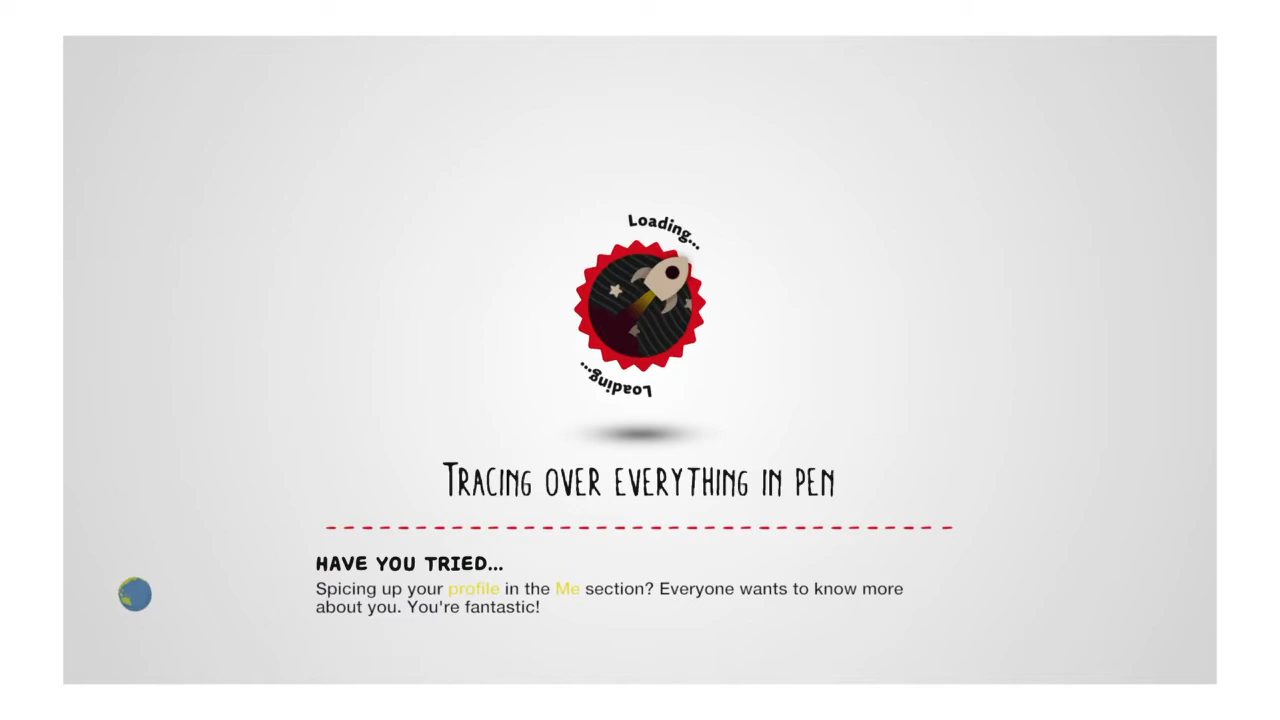 Loading...
Loading...
Tracing over everything in pen
HAVE YOU TRIED...
Spicing up your profile in the Me section? Everyone wants to know more
about you. You're fantastic!